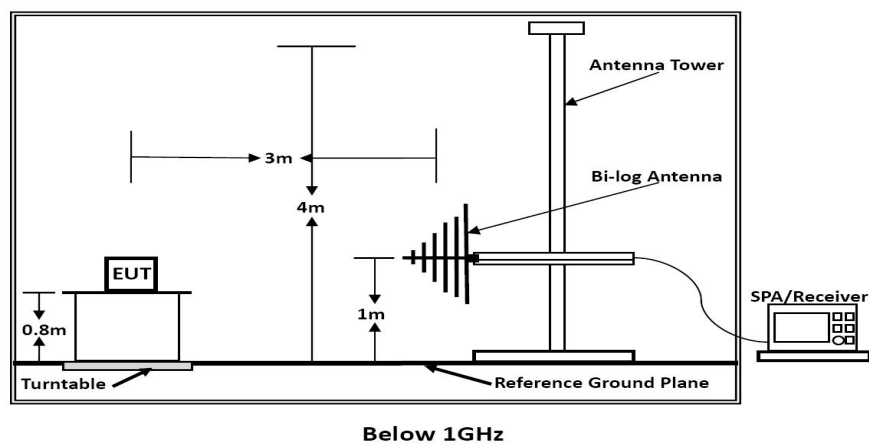 Antenna Tower
3m
Bi-log Antenna
4m
EUT
SPA/Receiver
0.8m
1m
Turntable
Reference Ground Plane
Below 1GHz